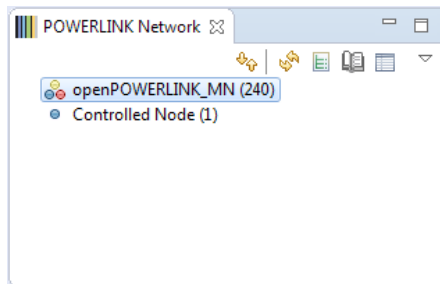 POWERLINK Network
openPOWERLINK_MN (240)
Controlled Node (1)